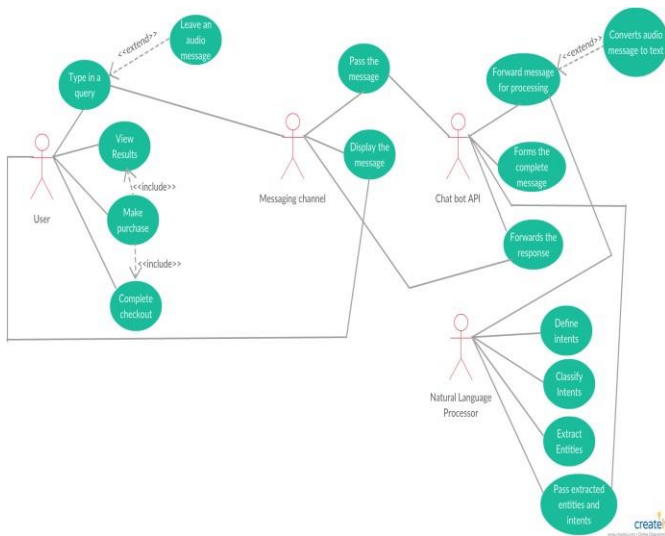 Leave an
audio
message
<<extend>>
Type in a
query
View
Results
<<include>>
Make
purchase
<<include>>
Complete
checkout
User
Pass the
message
Display the
message
Messaging channel
Converts audio
message to text
<<extend>>
Forward message
for processing
Forms the
complete
message
Chat bot API
Forwards the
response
Define
intents
Classify
Intents
Natural Language
Processor
Extract
Entities
Pass extracted
entities and
intents